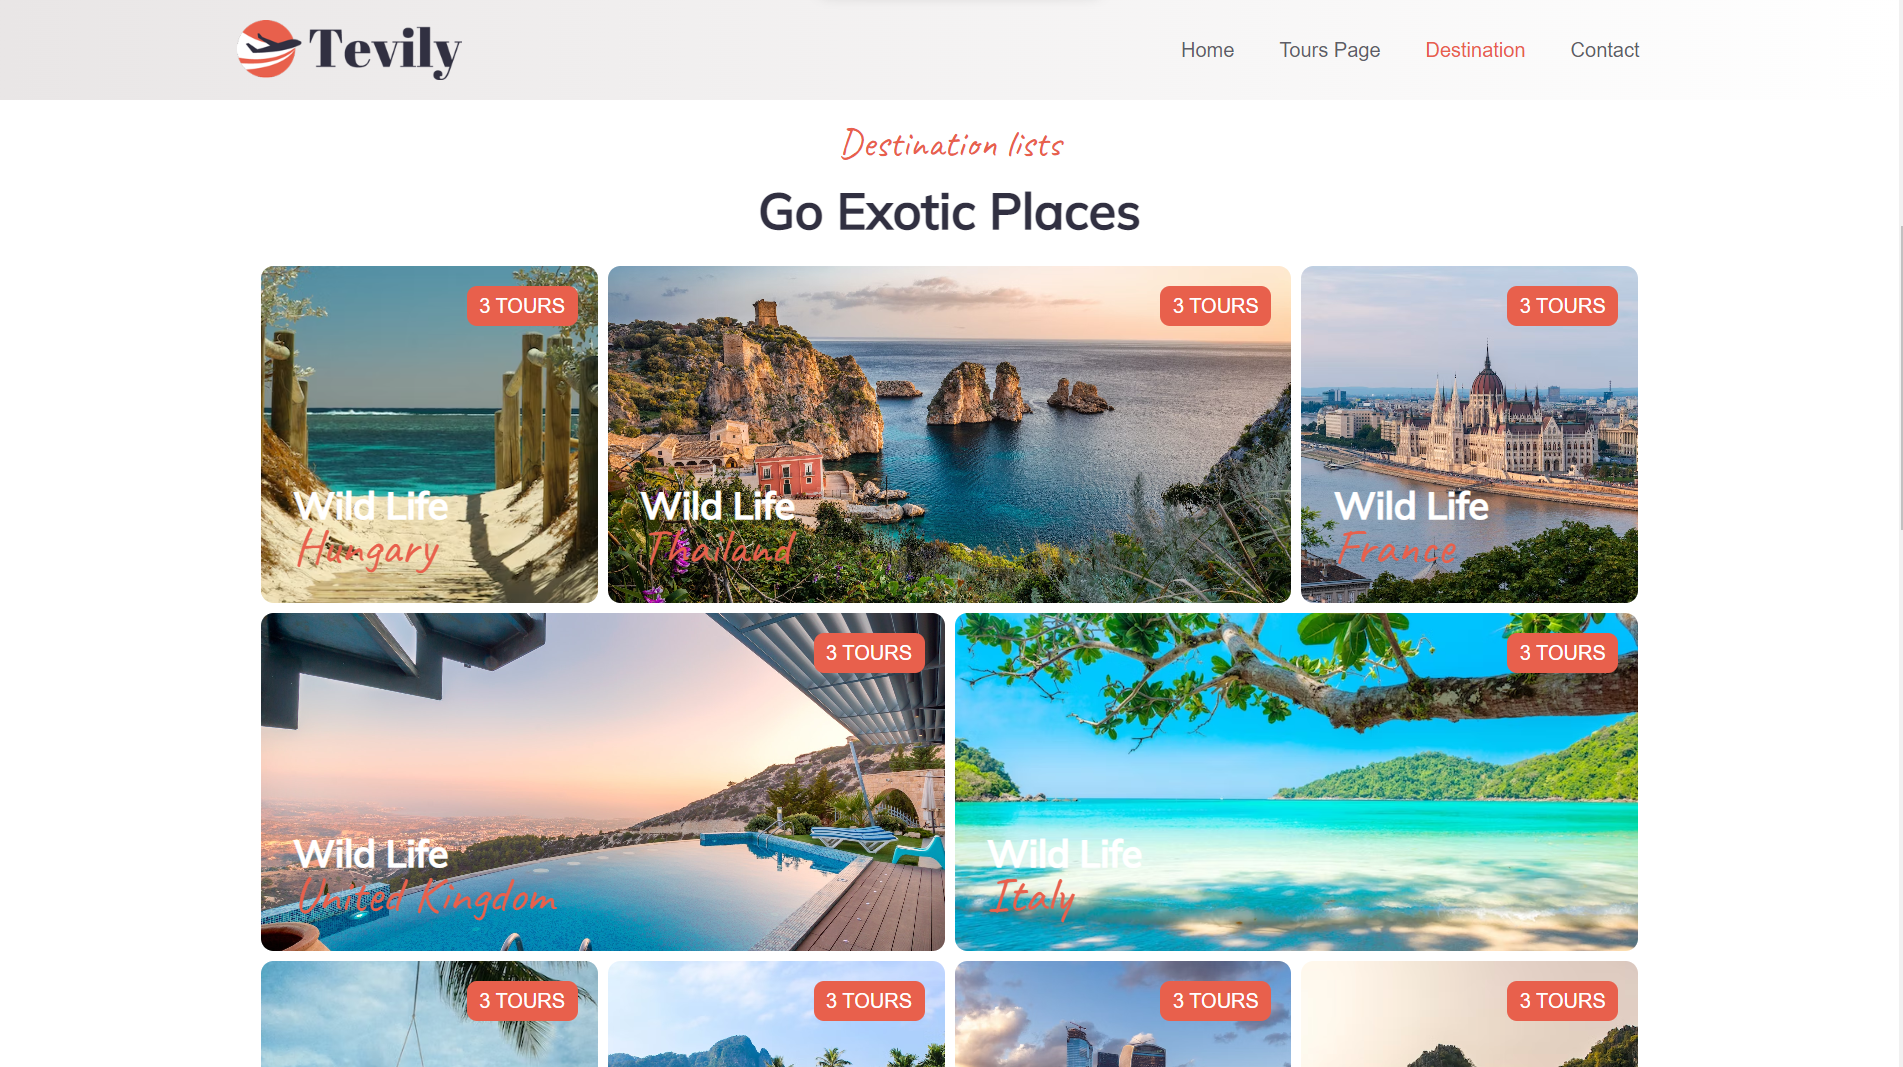 Tevily
Home Tours Page Destination Contact
Destination lists
Go Exotic Places
3 TOURS
3 TOURS
3 TOURS
Wild Life
Hungary
Wild Life
Thailand
Wild Life
France
3 TOURS
3 TOURS
Wild Life
United Kingdom
Wild Life
Italy
3 TOURS
3 TOURS
3 TOURS
3 TOURS